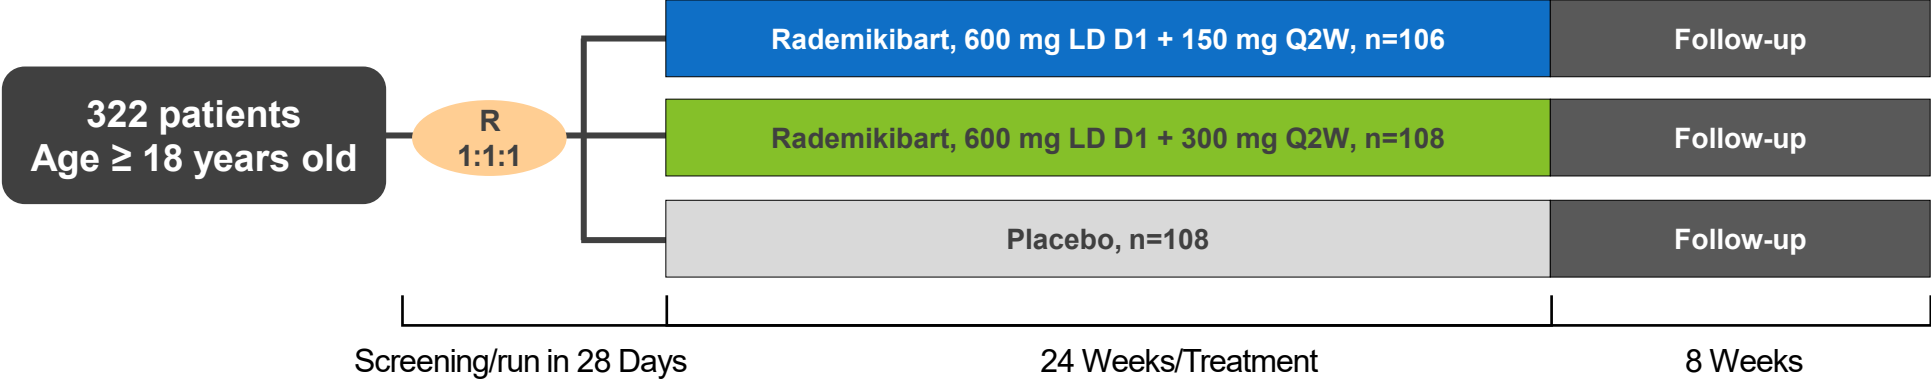 322 patients
Age ≥ 18 years old
R
1:1:1
Rademikibart, 600 mg LD D1 + 150 mg Q2W, n=106
Follow-up
Rademikibart, 600 mg LD D1 + 300 mg Q2W, n=108
Follow-up
Placebo, n=108
Follow-up
Screening/run in 28 Days
24 Weeks/Treatment
8 Weeks